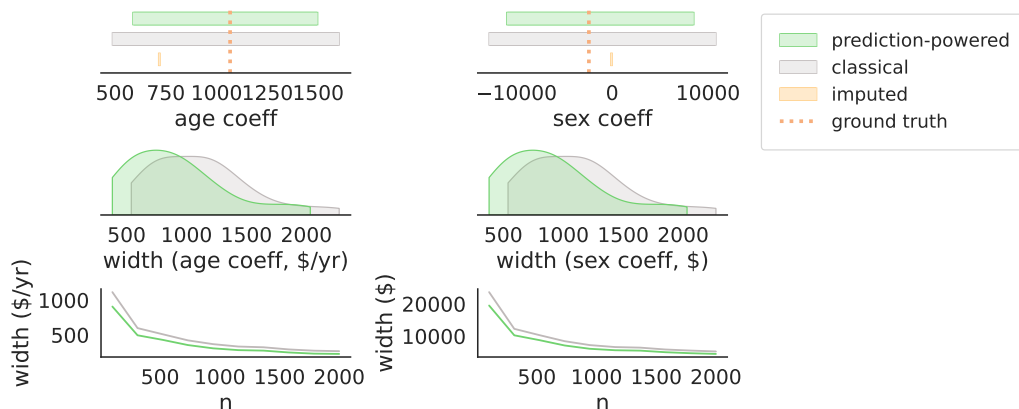 prediction-powered
classical
imputed
ground truth
500 750 1000 1250 1500
age coeff
−10000 0 10000
sex coeff
500 1000 1500 2000
width (age coeff, $/yr)
500 1000 1500 2000
width (sex coeff, $)
width ($/yr)
1000
500
500 1000 1500 2000
n
width ($)
20000
10000
500 1000 1500 2000
n